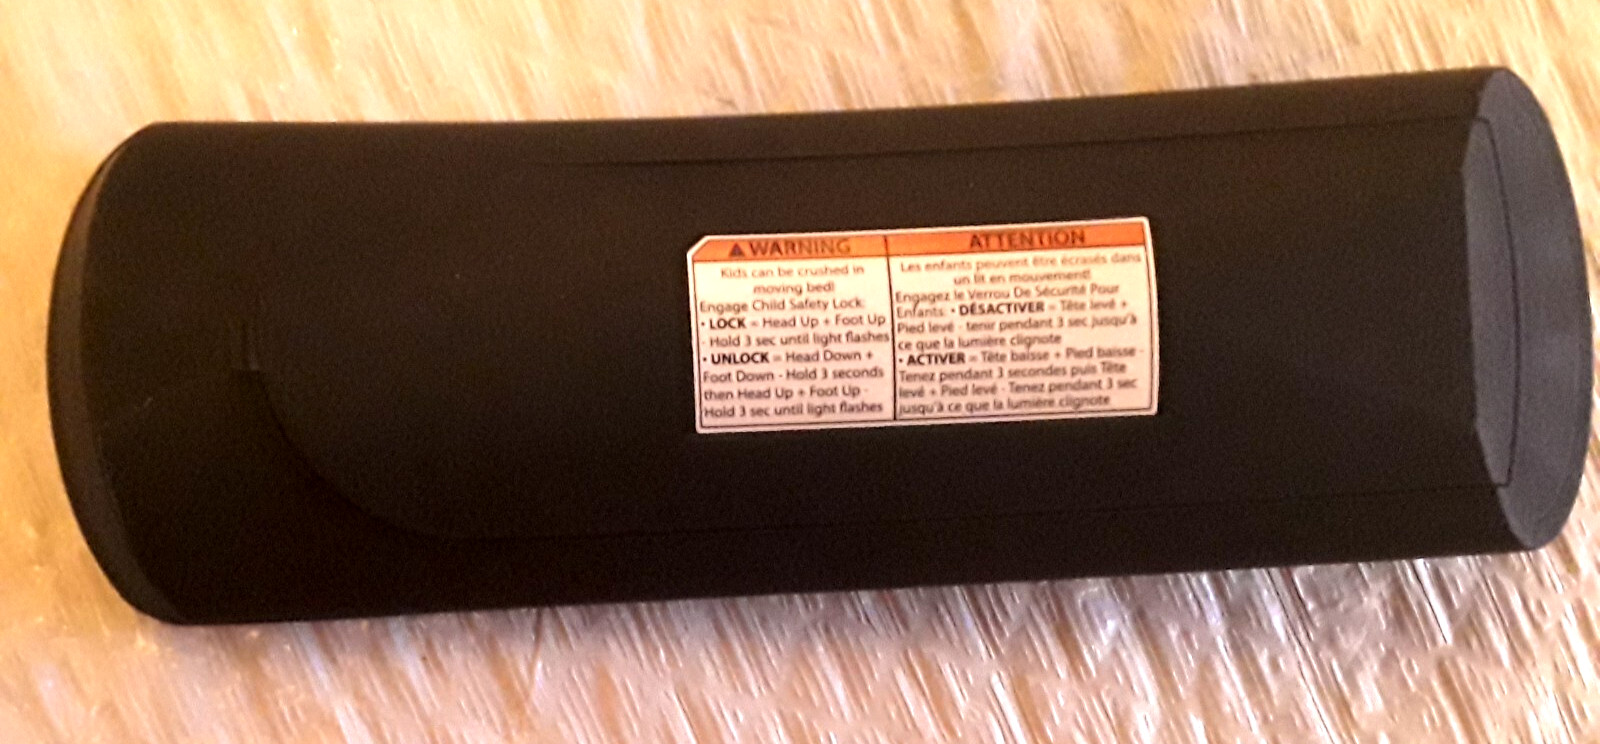 WARNING
Kids can be crushed in
moving bed!
Engage Child Safety Lock:
• LOCK = Head Up + Foot Up
- Hold 3 sec until light flashes
• UNLOCK = Head Down +
Foot Down - Hold 3 seconds
then Head Up + Foot Up -
Hold 3 sec until light flashes
ATTENTION
Les enfants peuvent être écrasés dans
un lit en mouvement!
Engagez le Verrou De Sécurité Pour
Enfants: • DÉSACTIVER = Tête levé +
Pied levé - tenir pendant 3 sec jusqu'à
ce que la lumière clignote
• ACTIVER = Tête baisse + Pied baisse -
Tenez pendant 3 secondes puis Tête
levé + Pied levé - Tenez pendant 3 sec
jusqu'à ce que la lumière clignote